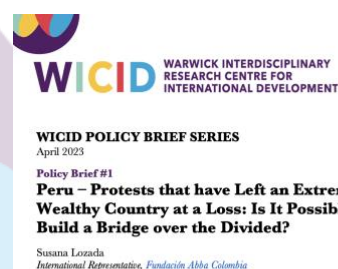 WICID
WARWICK INTERDISCIPLINARY
RESEARCH CENTRE FOR
INTERNATIONAL DEVELOPMENT
WICID POLICY BRIEF SERIES
April 2023
Policy Brief #1
Peru – Protests that have Left an Extrem
Wealthy Country at a Loss: Is It Possib
Build a Bridge over the Divided?
Susana Lozada
International Representative, Fundación Abba Colombia